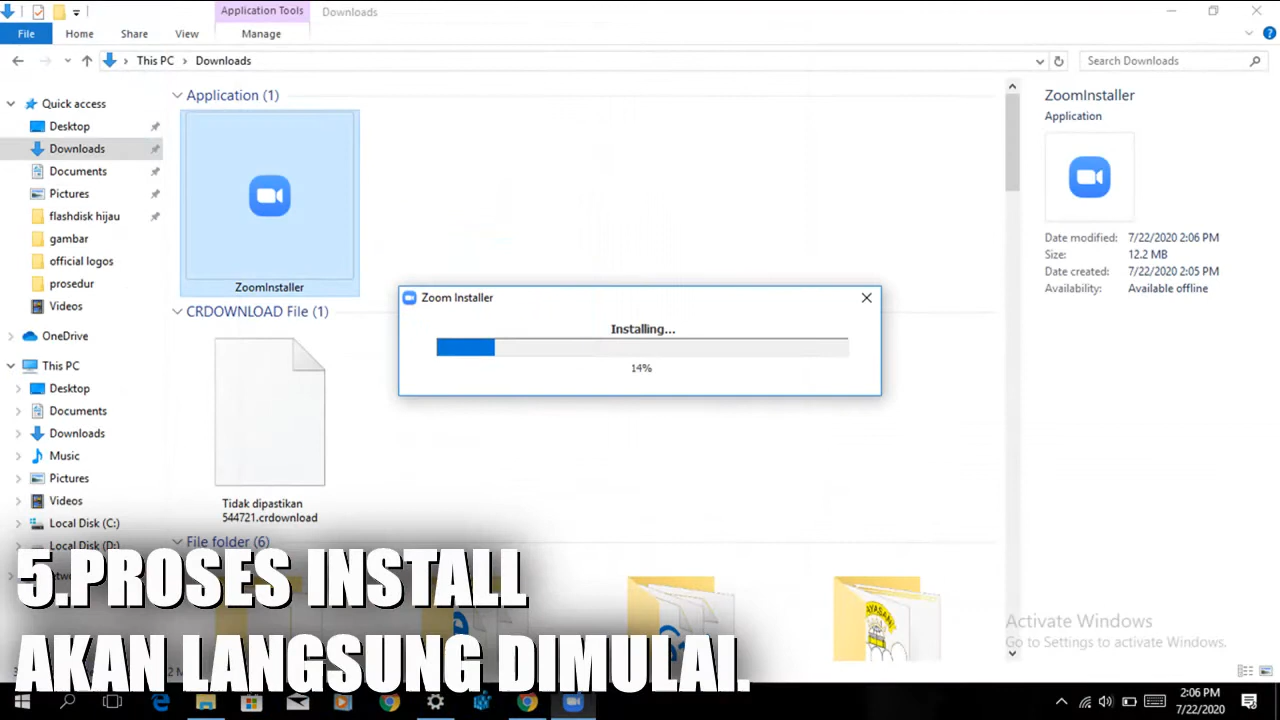 Application Tools
Downloads
File
Home
Share
View
Manage
This PC
Downloads
Search Downloads
Quick access
Desktop
Downloads
Documents
Pictures
flashdisk hijau
gambar
official logos
prosedur
Videos
OneDrive
This PC
Desktop
Documents
Downloads
Music
Pictures
Videos
Local Disk (C:)
Local Disk (D:)
Application (1)
ZoomInstaller
CRDOWNLOAD File (1)
Tidak dipastikan
544721.crdownload
File folder (6)
YAYASAN
Zoom Installer
Installing...
14%
ZoomInstaller
Application
Date modified: 7/22/2020 2:06 PM
Size: 12.2 MB
Date created: 7/22/2020 2:05 PM
Availability: Available offline
Activate Windows
Go to Settings to activate Windows.
5.PROSES INSTALL
AKAN LANGSUNG DIMULAI.
2:06 PM
7/22/2020